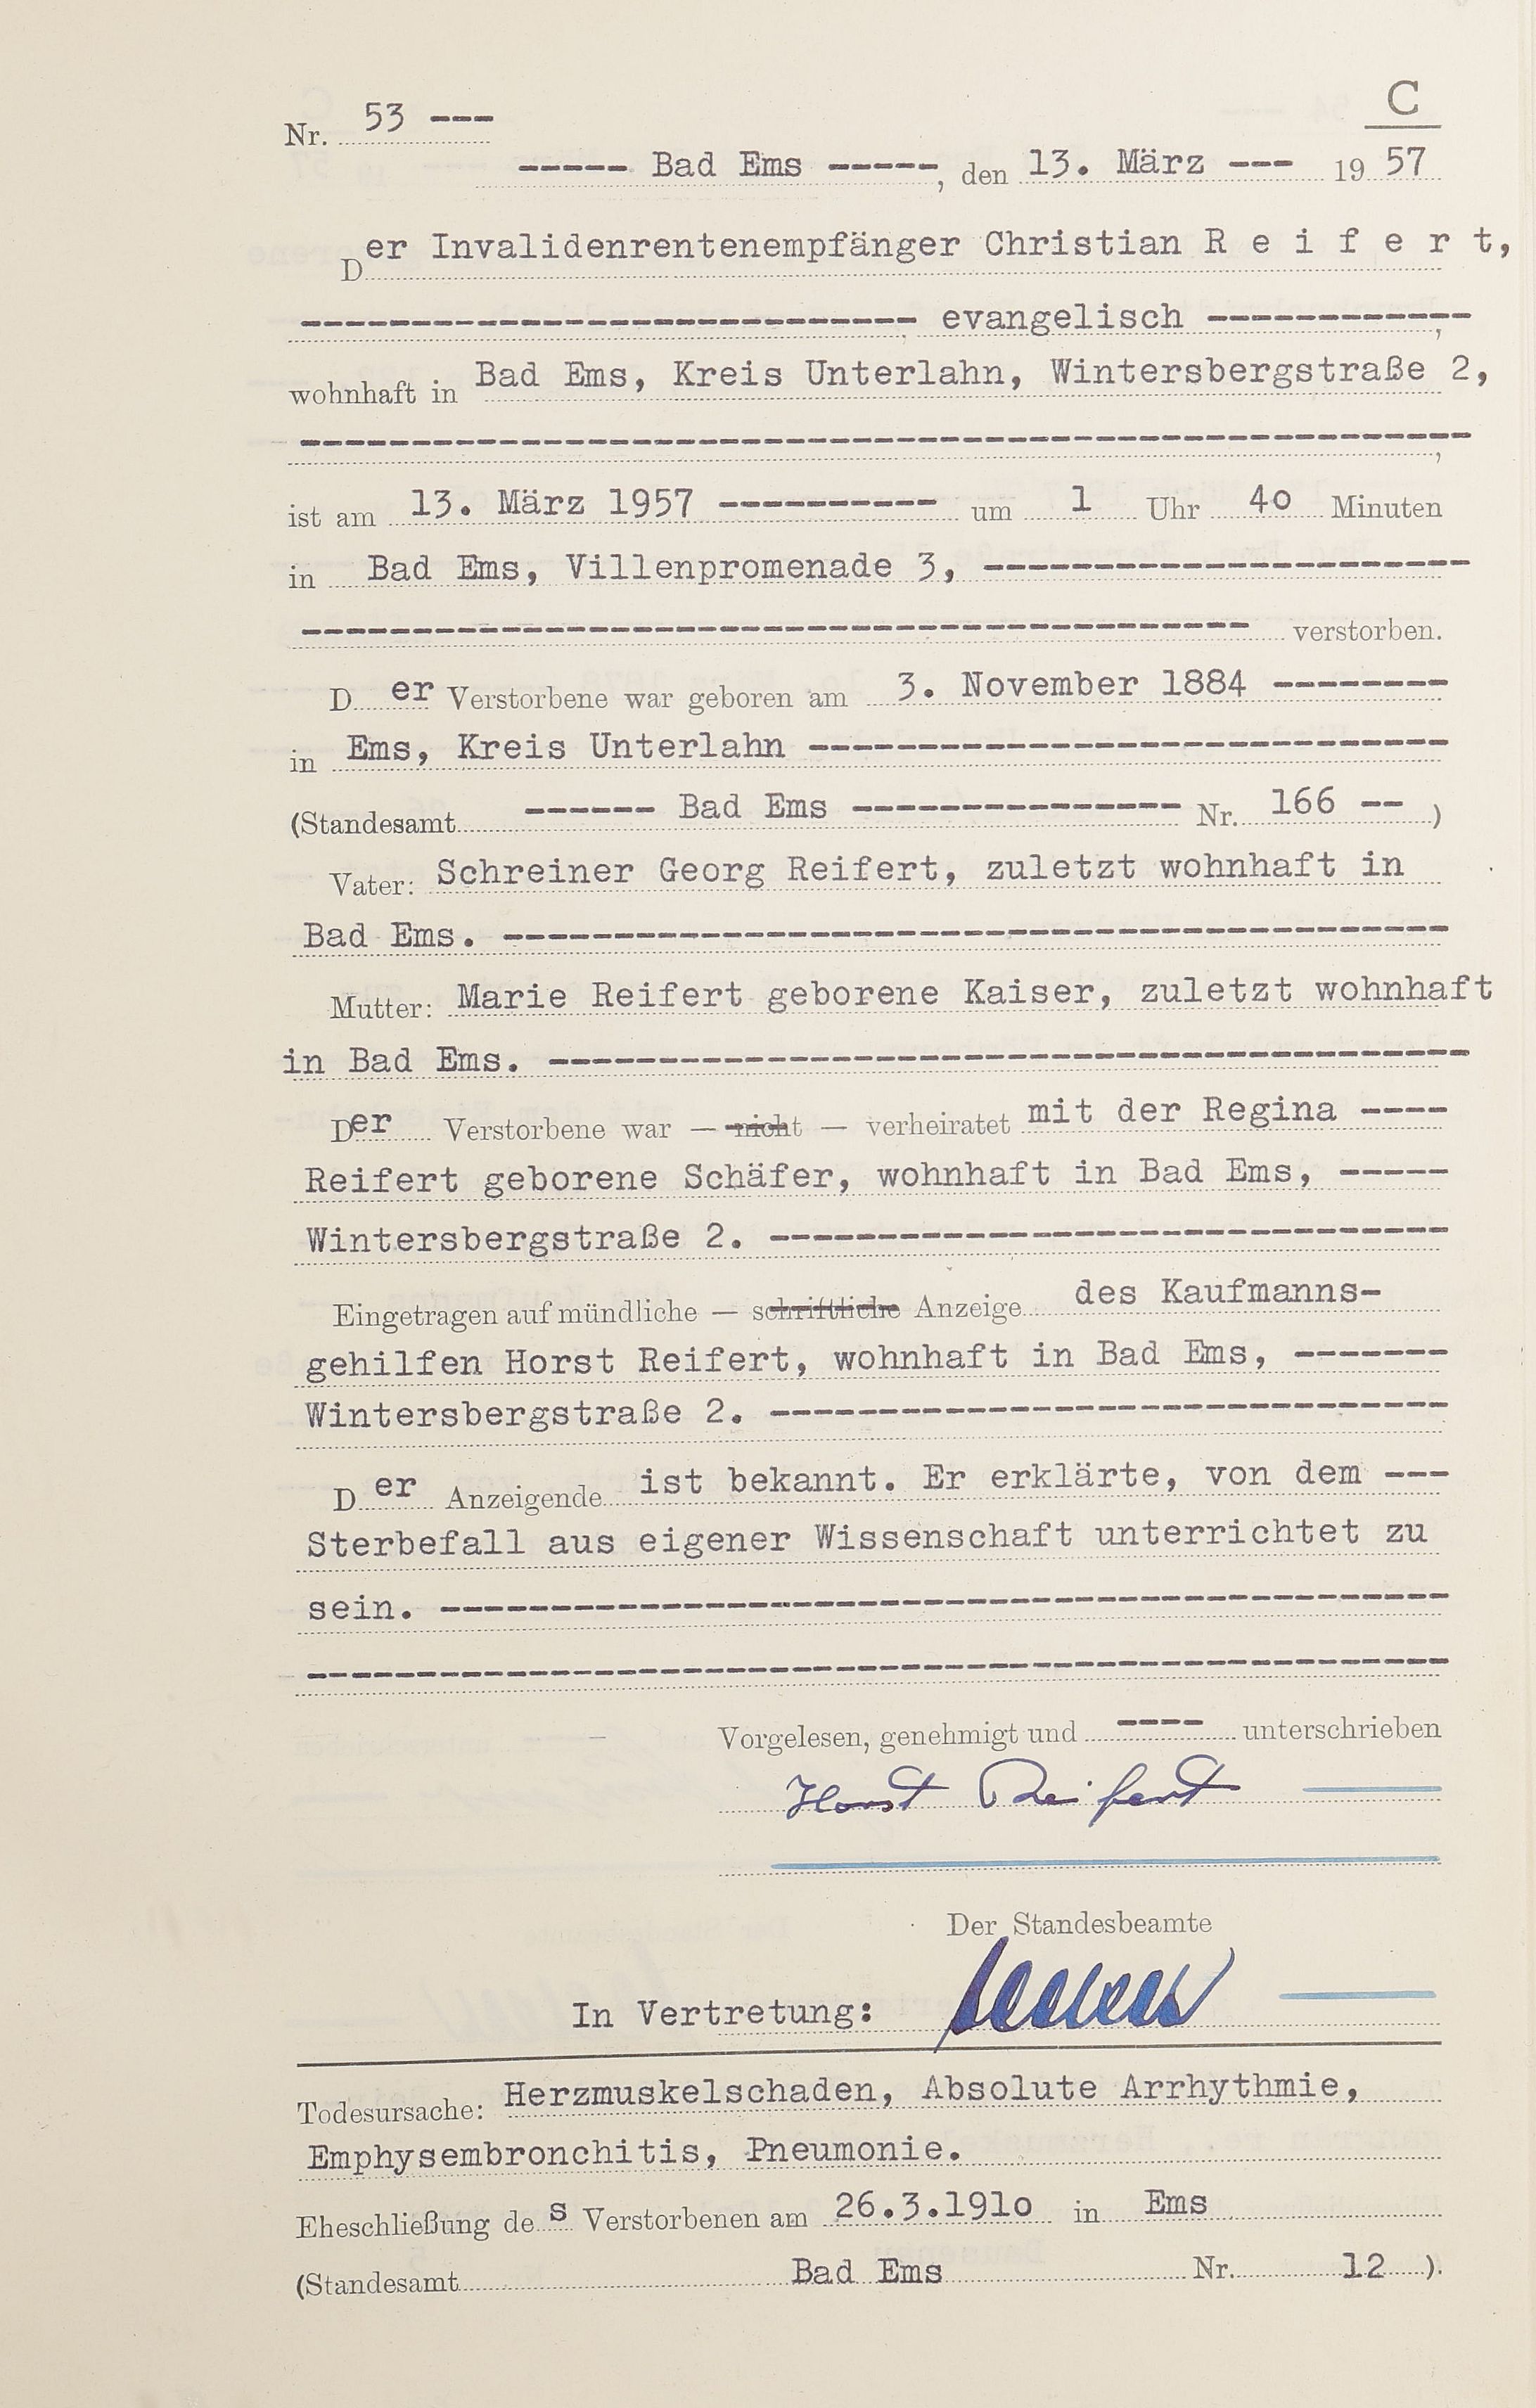 C
Nr. 53 ---
----- Bad Ems -----, den 13. März --- 19 57
Der Invalidenrentenempfänger Christian R e i f e r t,
---------------------------- evangelisch ------------,
wohnhaft in Bad Ems, Kreis Unterlahn, Wintersbergstraße 2,
-----------------------------------------------------,
ist am 13. März 1957 ---------- um 1 Uhr 40 Minuten
in Bad Ems, Villenpromenade 3, ----------------------
------------------------------------------- verstorben.
Der Verstorbene war geboren am 3. November 1884 --------
in Ems, Kreis Unterlahn -----------------------------
(Standesamt ------ Bad Ems --------------- Nr. 166 -- )
Vater: Schreiner Georg Reifert, zuletzt wohnhaft in
Bad Ems. -------------------------------------------
Mutter: Marie Reifert geborene Kaiser, zuletzt wohnhaft
in Bad Ems. ------------------------------------------
Der Verstorbene war — nicht — verheiratet mit der Regina ----
Reifert geborene Schäfer, wohnhaft in Bad Ems, -----
Wintersbergstraße 2. -------------------------------
Eingetragen auf mündliche — schriftliche Anzeige des Kaufmanns-
gehilfen Horst Reifert, wohnhaft in Bad Ems, -------
Wintersbergstraße 2. -------------------------------
Der Anzeigende ist bekannt. Er erklärte, von dem ---
Sterbefall aus eigener Wissenschaft unterrichtet zu
sein. ----------------------------------------------
----------------------------------------------------
Vorgelesen, genehmigt und ---- unterschrieben
Horst Reifert
Der Standesbeamte
In Vertretung:
Todesursache: Herzmuskelschaden, Absolute Arrhythmie,
Emphysembronchitis, Pneumonie.
Eheschließung des Verstorbenen am 26.3.191o in Ems
(Standesamt Bad Ems Nr. 12 ).